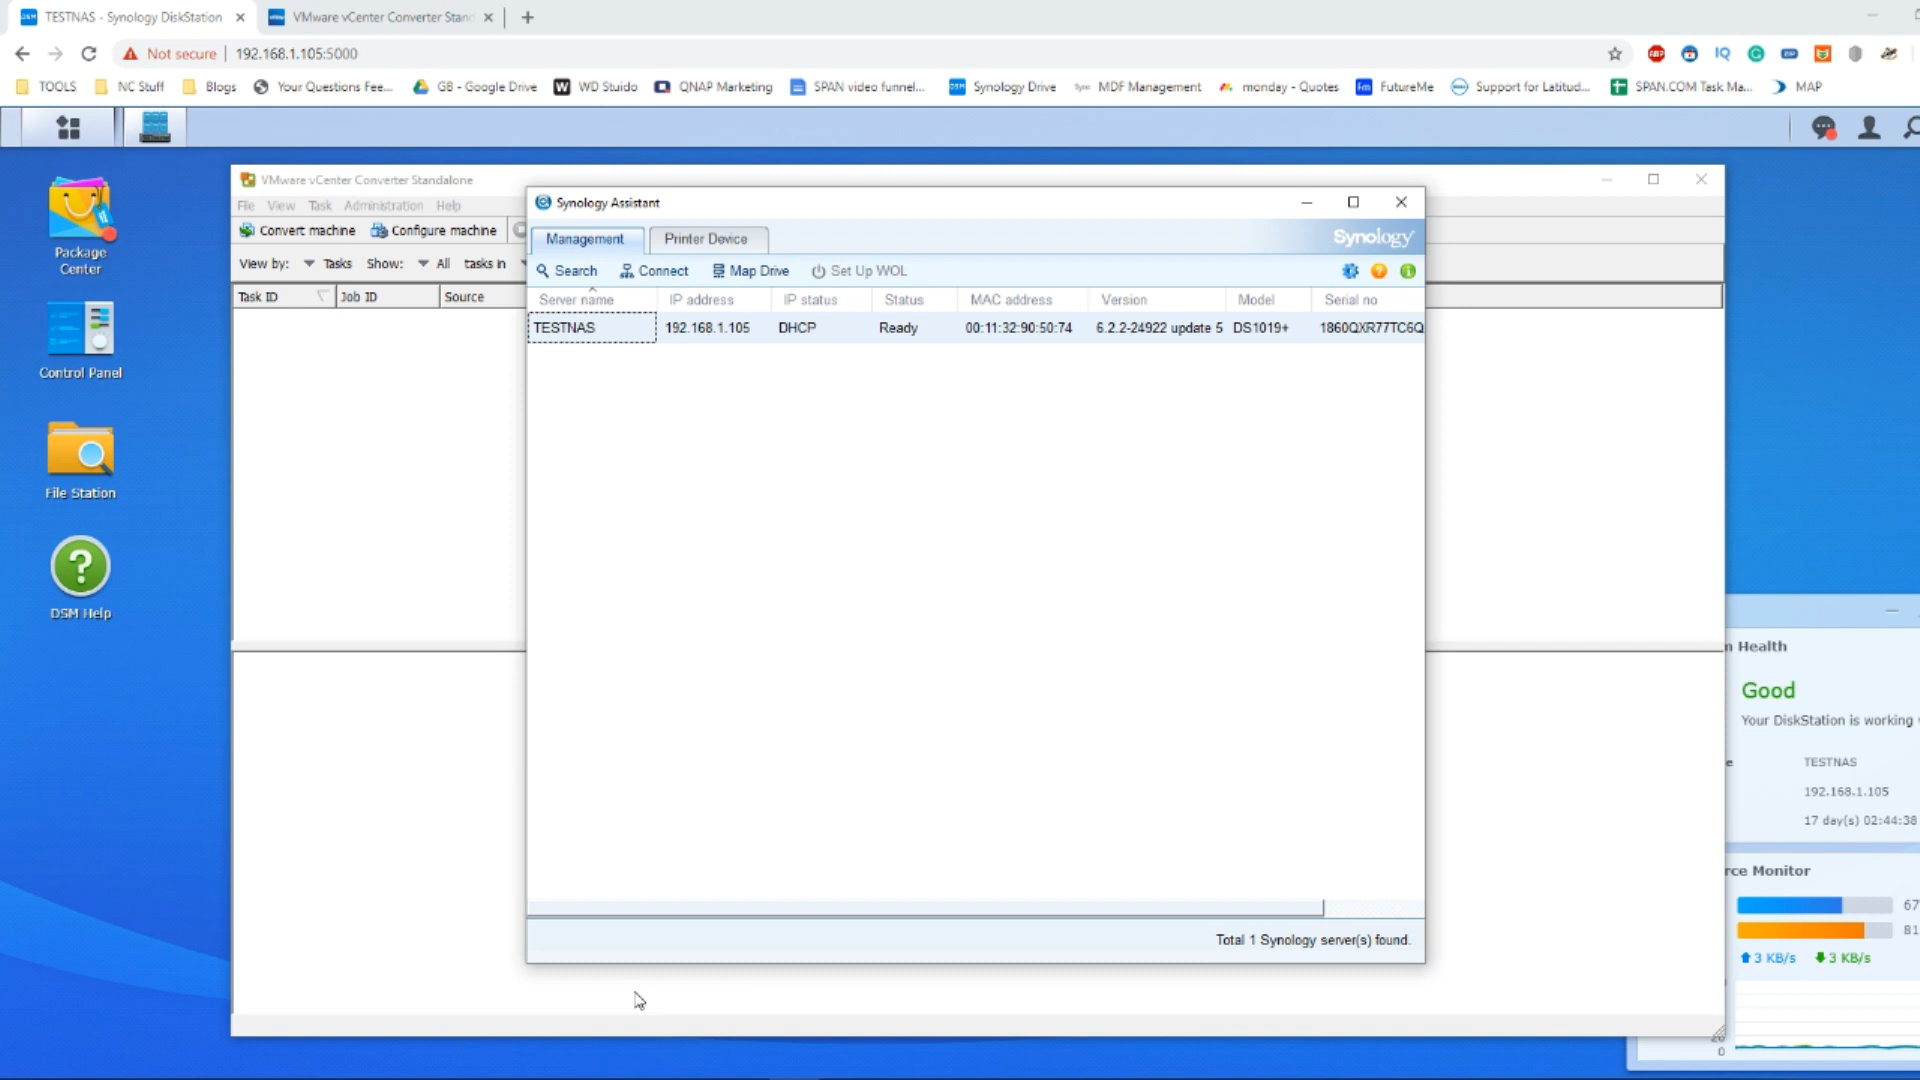 TESTNAS - Synology DiskStation
VMware vCenter Converter Stand
Not secure
192.168.1.105:5000
TOOLS
NC Stuff
Blogs
Your Questions Fee...
GB - Google Drive
WD Stuido
QNAP Marketing
SPAN video funnel...
Synology Drive
MDF Management
monday - Quotes
FutureMe
Support for Latitud...
SPAN.COM Task Ma...
MAP
Package
Center
Control Panel
File Station
DSM Help
VMware vCenter Converter Standalone
File View Task Administration Help
Convert machine Configure machine
View by: Tasks Show: All tasks in
Task ID Job ID Source
Synology Assistant
Management Printer Device
Synology
Search Connect Map Drive Set Up WOL
Server name IP address IP status Status MAC address Version Model Serial no
TESTNAS 192.168.1.105 DHCP Ready 00:11:32:90:50:74 6.2.2-24922 update 5 DS1019+ 1860QXR77TC6Q
Total 1 Synology server(s) found.
n Health
Good
Your DiskStation is working
e TESTNAS
192.168.1.105
17 day(s) 02:44:38
rce Monitor
67
81
3 KB/s 3 KB/s
20
0